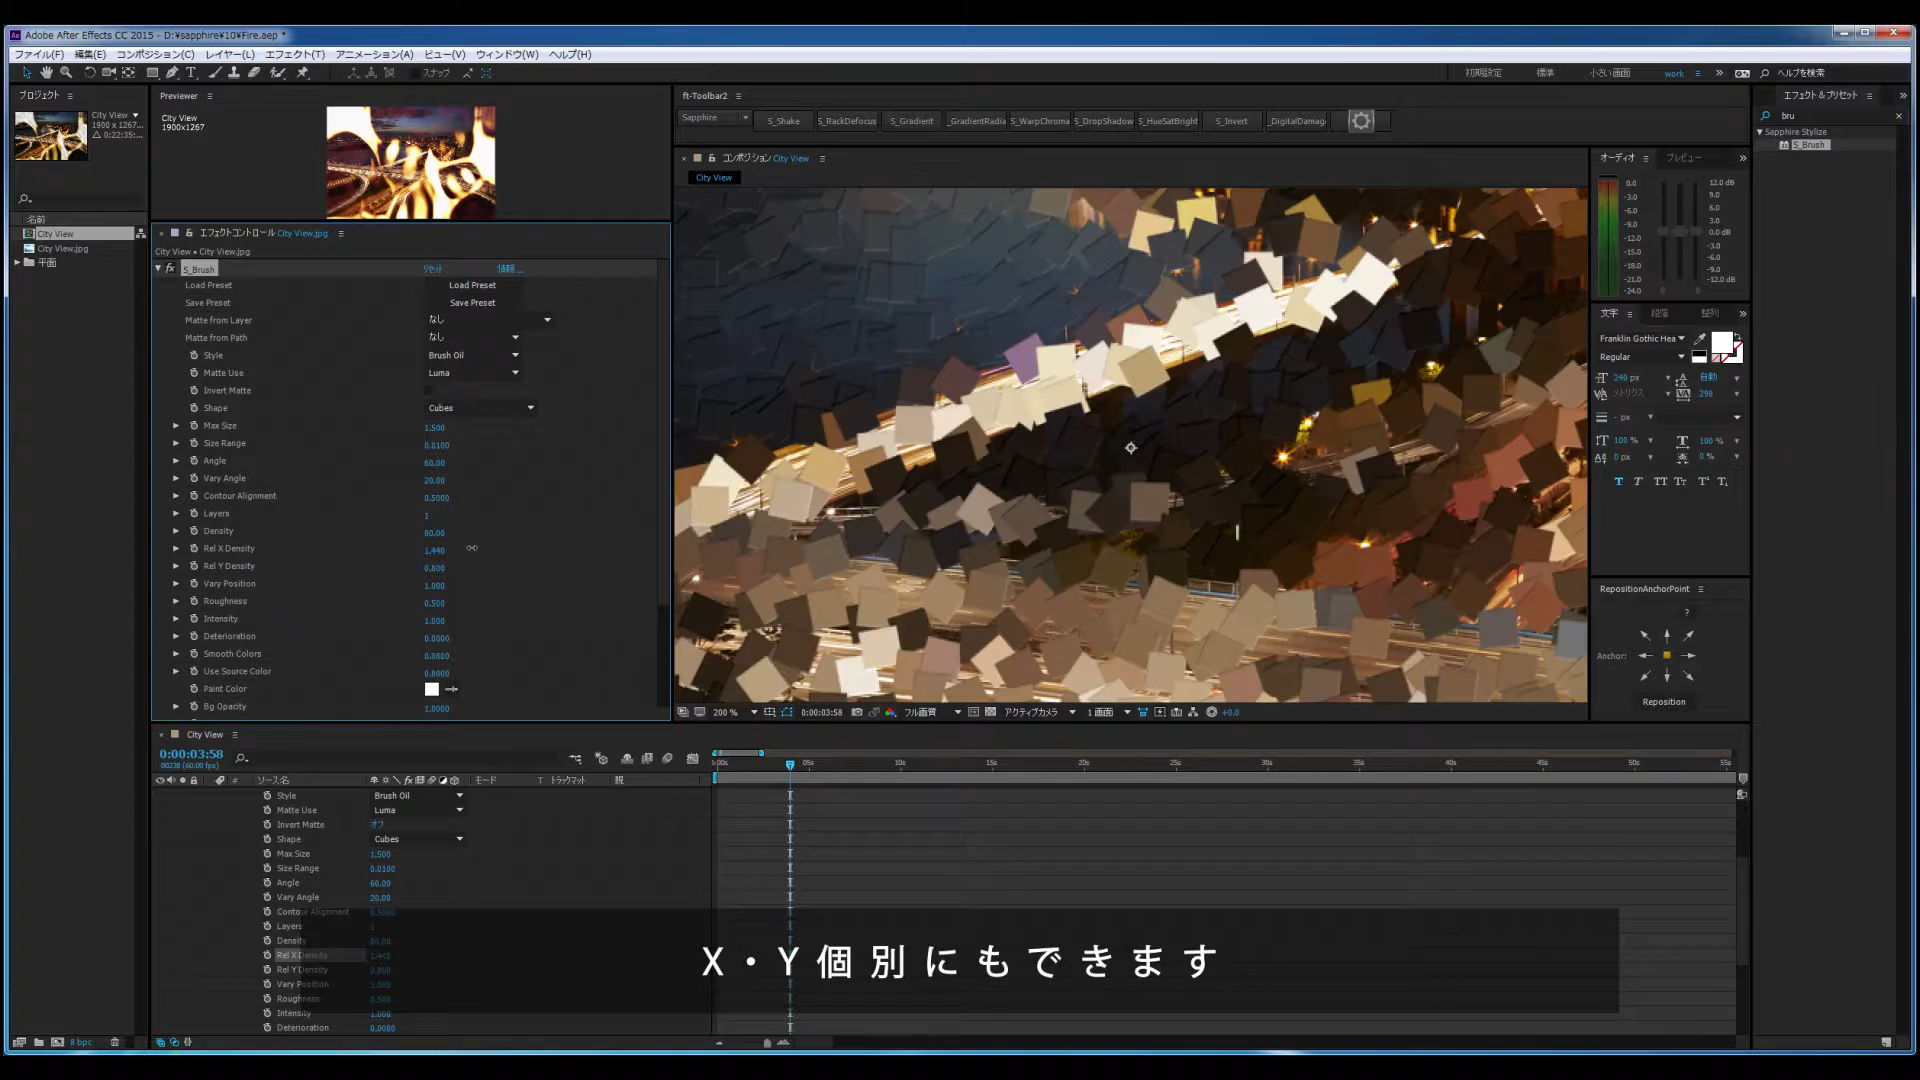 Adobe After Effects CC 2015 - D:¥sapphire¥10¥Fire.aep *
ファイル(F) 編集(E) コンポジション(C) レイヤー(L) エフェクト(T) アニメーション(A) ビュー(V) ウィンドウ(W) ヘルプ(H)
スナップ
初期設定 標準 小さい画面 work ヘルプを検索
プロジェクト
City View
1900 x 1267...
Δ 0:22:35:...
名前
City View
City View.jpg
平面
Previewer
City View
1900x1267
エフェクトコントロール City View.jpg
City View • City View.jpg
S_Brush リセット 情報...
Load Preset Load Preset
Save Preset Save Preset
Matte from Layer なし
Matte from Path なし
Style Brush Oil
Matte Use Luma
Invert Matte
Shape Cubes
Max Size 1.500
Size Range 0.0100
Angle 60.00
Vary Angle 20.00
Contour Alignment 0.5000
Layers 1
Density 80.00
Rel X Density 1.440
Rel Y Density 0.800
Vary Position 1.000
Roughness 0.500
Intensity 1.000
Deterioration 0.0000
Smooth Colors 0.0800
Use Source Color 0.8000
Paint Color
Bg Opacity 1.0000
ft-Toolbar2
Sapphire S_Shake S_RackDefocus S_Gradient _GradientRadia S_WarpChroma S_DropShadow S_HueSatBright S_Invert _DigitalDamag
コンポジション City View
City View
200 % 0:00:03:58 フル画質 アクティブカメラ 1 画面 +0.0
オーディオ プレビュー
0.0 12.0 dB
-3.0 9.0
-6.0 6.0
-9.0 3.0
-12.0 0.0 dB
-15.0 -3.0
-18.0 -6.0
-21.0 -9.0
-24.0 -12.0 dB
文字 段落 整列
Franklin Gothic Hea
Regular
240 px 自動
メトリクス 298
- px
100 % 100 %
0 px 0 %
T T TT Tт T¹ T₁
RepositionAnchorPoint
?
Anchor:
Reposition
エフェクト＆プリセット
bru
Sapphire Stylize
S_Brush
City View
0:00:03:58
00238 (60.00 fps)
# ソース名 モード T トラックマット 親
:00s 05s 10s 15s 20s 25s 30s 35s 40s 45s 50s 55s
Style Brush Oil
Matte Use Luma
Invert Matte オフ
Shape Cubes
Max Size 1.500
Size Range 0.0100
Angle 60.00
Vary Angle 20.00
Contour Alignment 0.5000
Layers 1
Density 80.00
Rel X Density 1.440
Rel Y Density 0.800
Vary Position 1.000
Roughness 0.500
Intensity 1.000
Deterioration 0.0000
X・Y個別にもできます
8 bpc